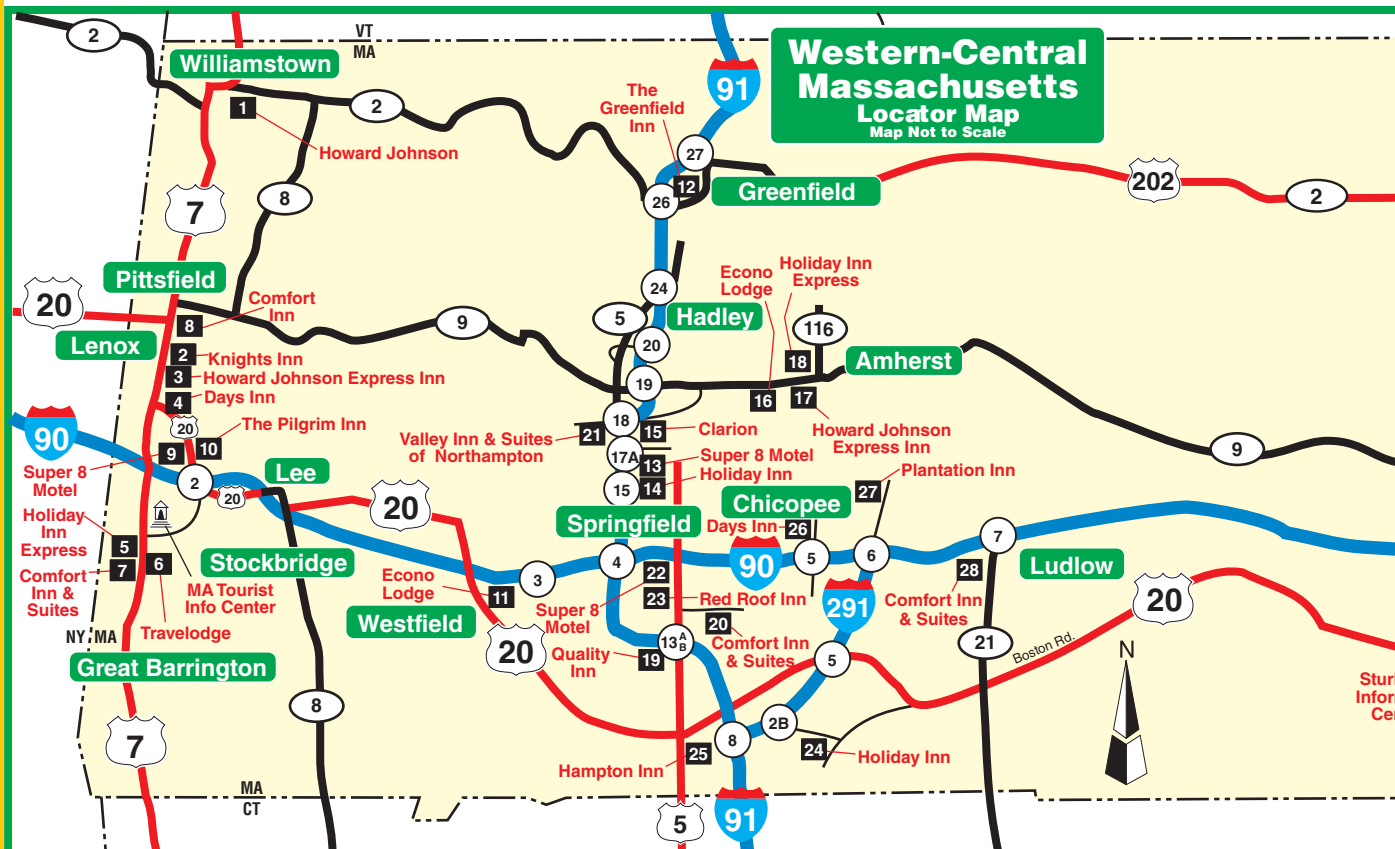 Western-Central
Massachusetts
Locator Map
Map Not to Scale
VT
MA
2
Williamstown
1
Howard Johnson
2
7
8
91
The
Greenfield
Inn
27
12
26
Greenfield
202
2
Pittsfield
20
Comfort
Inn
8
Lenox
2
Knights Inn
3
Howard Johnson Express Inn
4
Days Inn
9
24
5
Hadley
20
19
Econo
Lodge
Holiday Inn
Express
116
18
Amherst
16
17
Howard Johnson
Express Inn
9
90
20
The Pilgrim Inn
10
9
Super 8
Motel
2
20
Lee
20
18
21
Valley Inn & Suites
of Northampton
15
Clarion
17A
13
Super 8 Motel
14
Holiday Inn
15
Plantation Inn
27
Chicopee
Days Inn
26
Springfield
Holiday
Inn
Express
5
7
Comfort
Inn &
Suites
6
Stockbridge
MA Tourist
Info Center
Travelodge
NY
MA
Great Barrington
7
8
Econo
Lodge
11
3
4
Westfield
20
Super 8
Motel
22
23
Red Roof Inn
90
5
6
7
291
28
Comfort Inn
& Suites
Ludlow
20
20
Comfort Inn
& Suites
13 A
B
19
Quality
Inn
5
21
Boston Rd.
N
8
2B
24
Holiday Inn
25
Hampton Inn
MA
CT
5
91